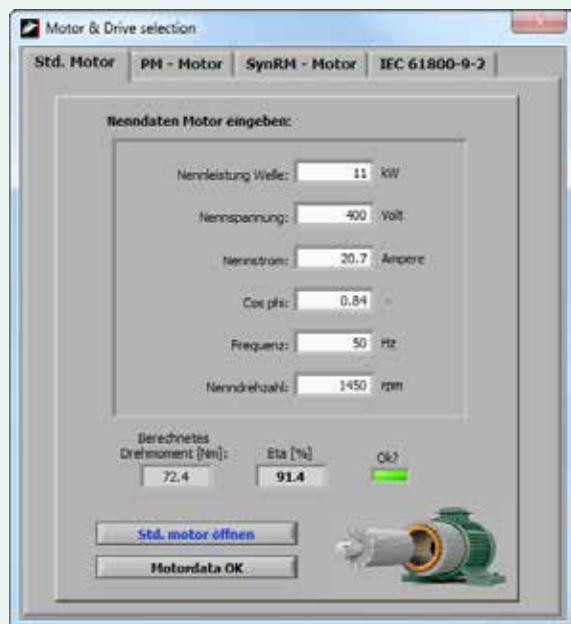 Motor & Drive selection
Std. Motor PM - Motor SynRM - Motor IEC 61800-9-2
Nenndaten Motor eingeben:
Nennleistung Welle: 11 kW
Nennspannung: 400 Volt
Nennstrom: 20.7 Ampere
Cos phi: 0.84 -
Frequenz: 50 Hz
Nenndrehzahl: 1450 rpm
Berechnetes
Drehmoment [Nm]: Eta [%] Ok?
72.4 91.4
Std. motor öffnen
Motordata OK